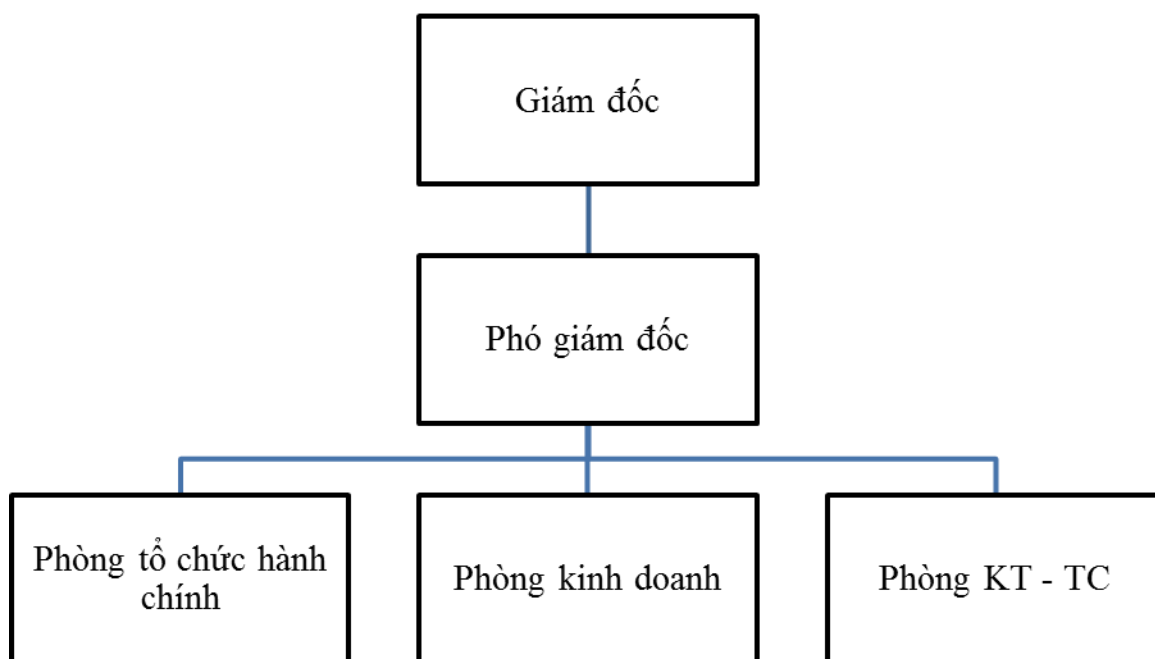 Giám đốc
Phó giám đốc
Phòng tổ chức hành
chính
Phòng kinh doanh
Phòng KT - TC